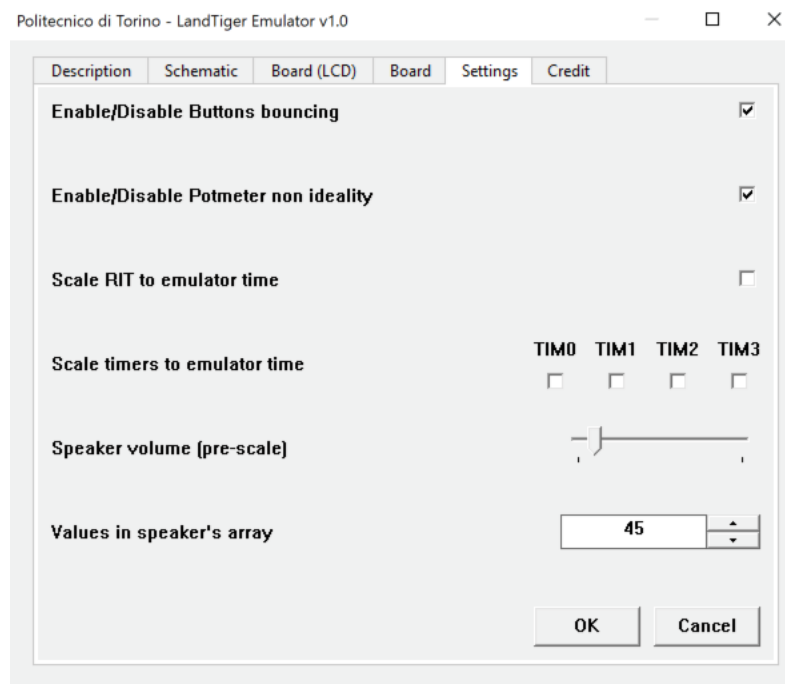 Politecnico di Torino - LandTiger Emulator v1.0
Description Schematic Board (LCD) Board Settings Credit
Enable/Disable Buttons bouncing
Enable/Disable Potmeter non ideality
Scale RIT to emulator time
TIM0 TIM1 TIM2 TIM3
Scale timers to emulator time
Speaker volume (pre-scale)
Values in speaker's array 45
OK Cancel